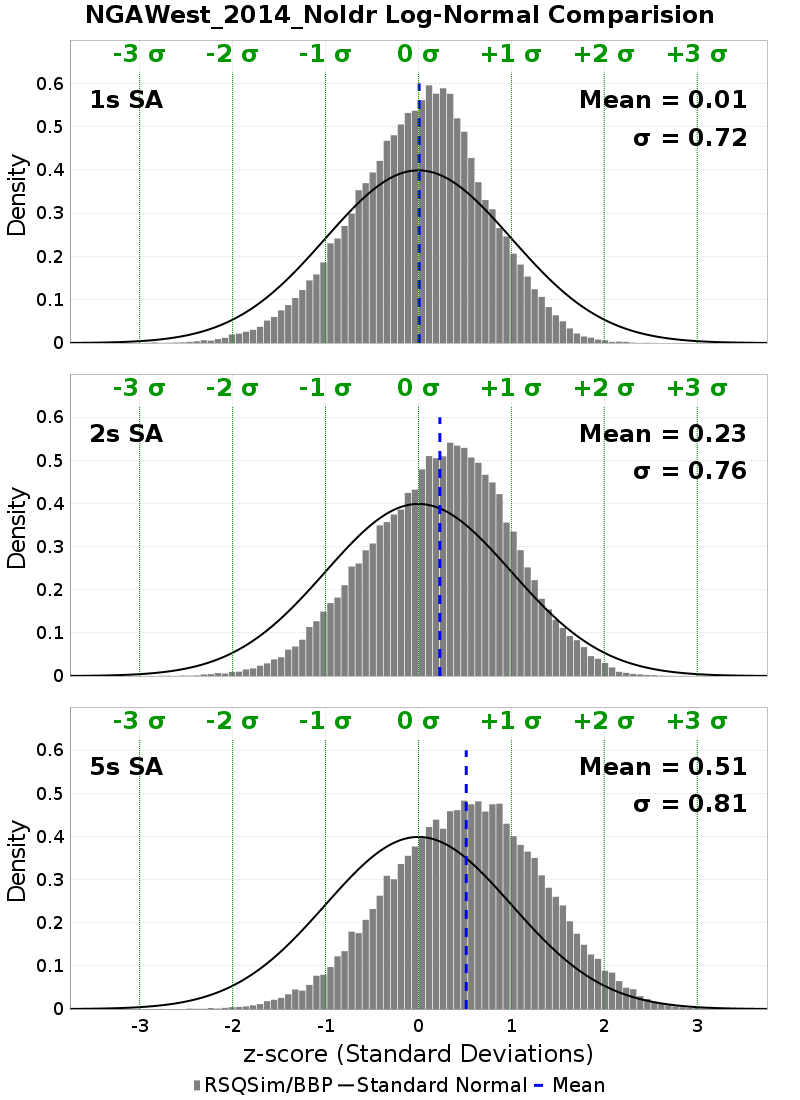 NGAWest_2014_NoIdr Log-Normal Comparision
-3 σ -2 σ -1 σ 0 σ +1 σ +2 σ +3 σ
0.6
1s SA Mean = 0.01
0.5
σ = 0.72
0.4
Density
0.3
0.2
0.1
0
-3 σ -2 σ -1 σ 0 σ +1 σ +2 σ +3 σ
0.6
2s SA Mean = 0.23
0.5
σ = 0.76
0.4
Density
0.3
0.2
0.1
0
-3 σ -2 σ -1 σ 0 σ +1 σ +2 σ +3 σ
0.6
5s SA Mean = 0.51
0.5
σ = 0.81
0.4
Density
0.3
0.2
0.1
0
-3 -2 -1 0 1 2 3
z-score (Standard Deviations)
RSQSim/BBP Standard Normal Mean